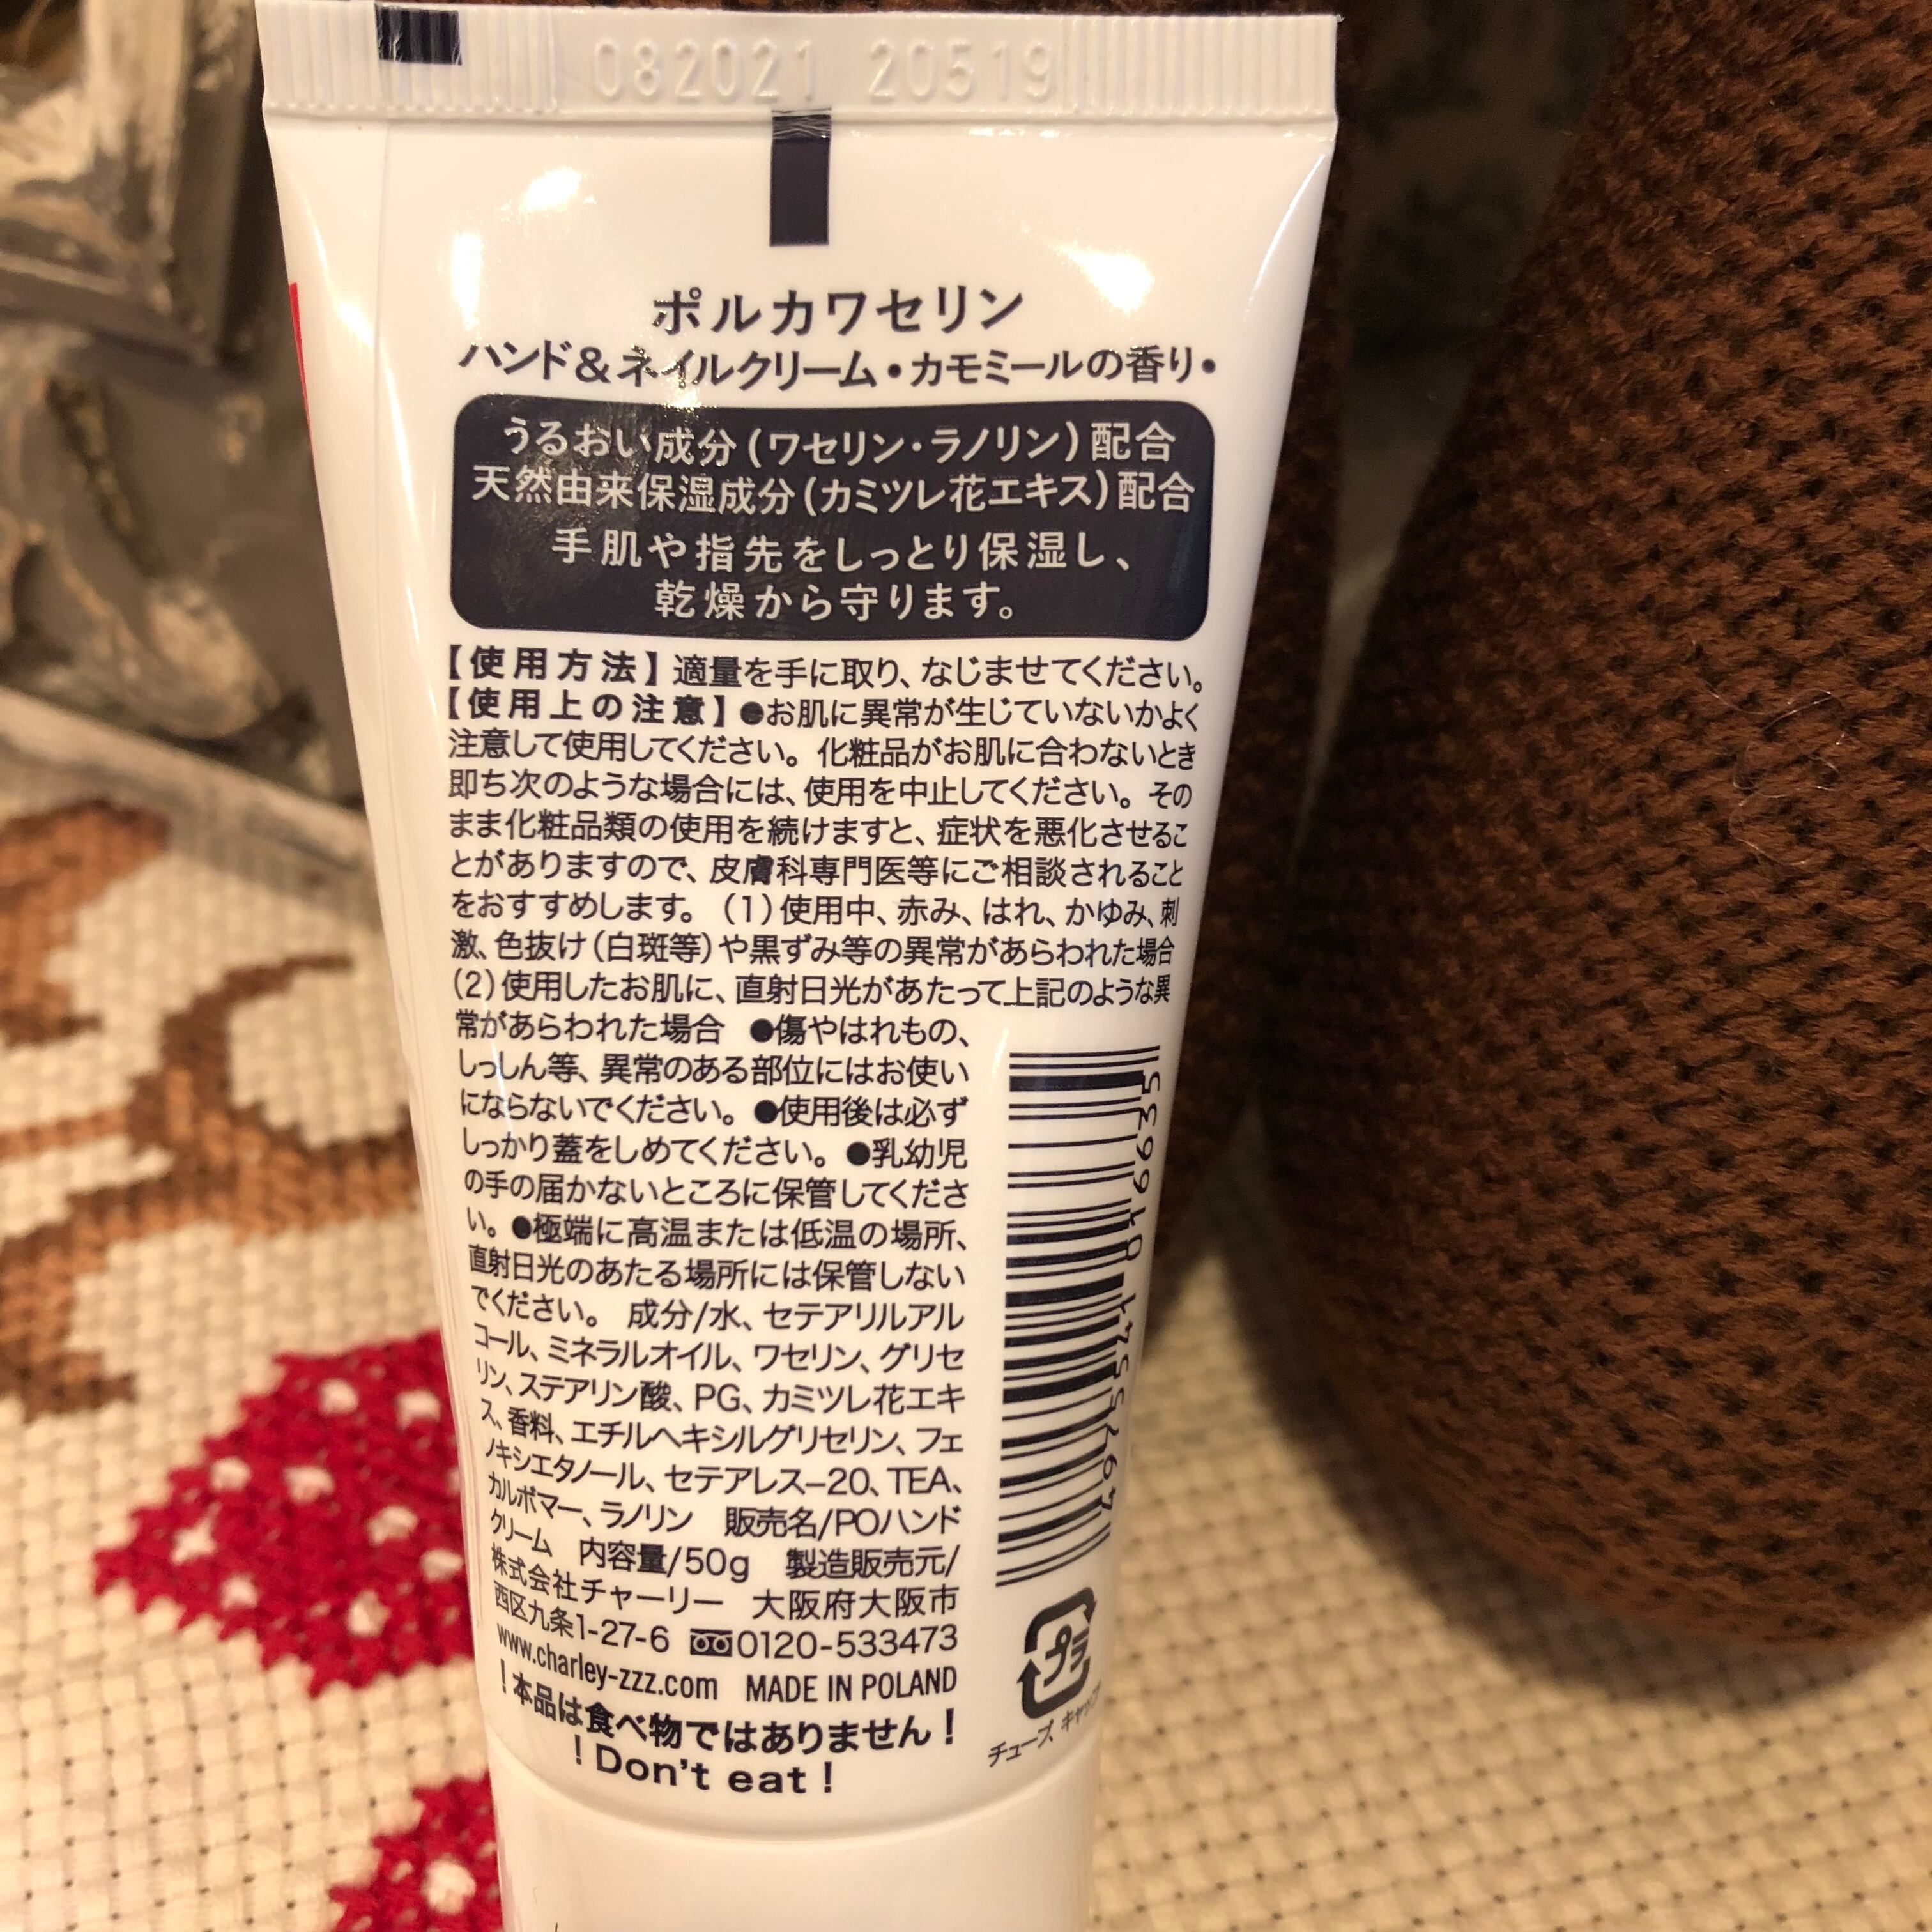 082021 20519
ポルカワセリン
ハンド&ネイルクリーム・カモミールの香り・
うるおい成分(ワセリン・ラノリン)配合
天然由来保湿成分(カミツレ花エキス)配合
手肌や指先をしっとり保湿し、
乾燥から守ります。
【使用方法】適量を手に取り、なじませてください。
【使用上の注意】●お肌に異常が生じていないかよく
注意して使用してください。化粧品がお肌に合わないとき
即ち次のような場合には、使用を中止してください。その
まま化粧品類の使用を続けますと、症状を悪化させるこ
とがありますので、皮膚科専門医等にご相談されること
をおすすめします。(1)使用中、赤み、はれ、かゆみ、刺
激、色抜け(白斑等)や黒ずみ等の異常があらわれた場合
(2)使用したお肌に、直射日光があたって上記のような異
常があらわれた場合 ●傷やはれもの、
しっしん等、異常のある部位にはお使い
にならないでください。●使用後は必ず
しっかり蓋をしめてください。●乳幼児
の手の届かないところに保管してくださ
い。●極端に高温または低温の場所、
直射日光のあたる場所には保管しない
でください。 成分/水、セテアリルアル
コール、ミネラルオイル、ワセリン、グリセ
リン、ステアリン酸、PG、カミツレ花エキ
ス、香料、エチルヘキシルグリセリン、フェ
ノキシエタノール、セテアレス-20、TEA、
カルボマー、ラノリン 販売名/POハンド
クリーム 内容量/50g 製造販売元/
株式会社チャーリー 大阪府大阪市
西区九条1-27-6 0120-533473
www.charley-zzz.com MADE IN POLAND
!本品は食べ物ではありません!
!Don't eat!
4975541016635
プラ
チューブ キャップ